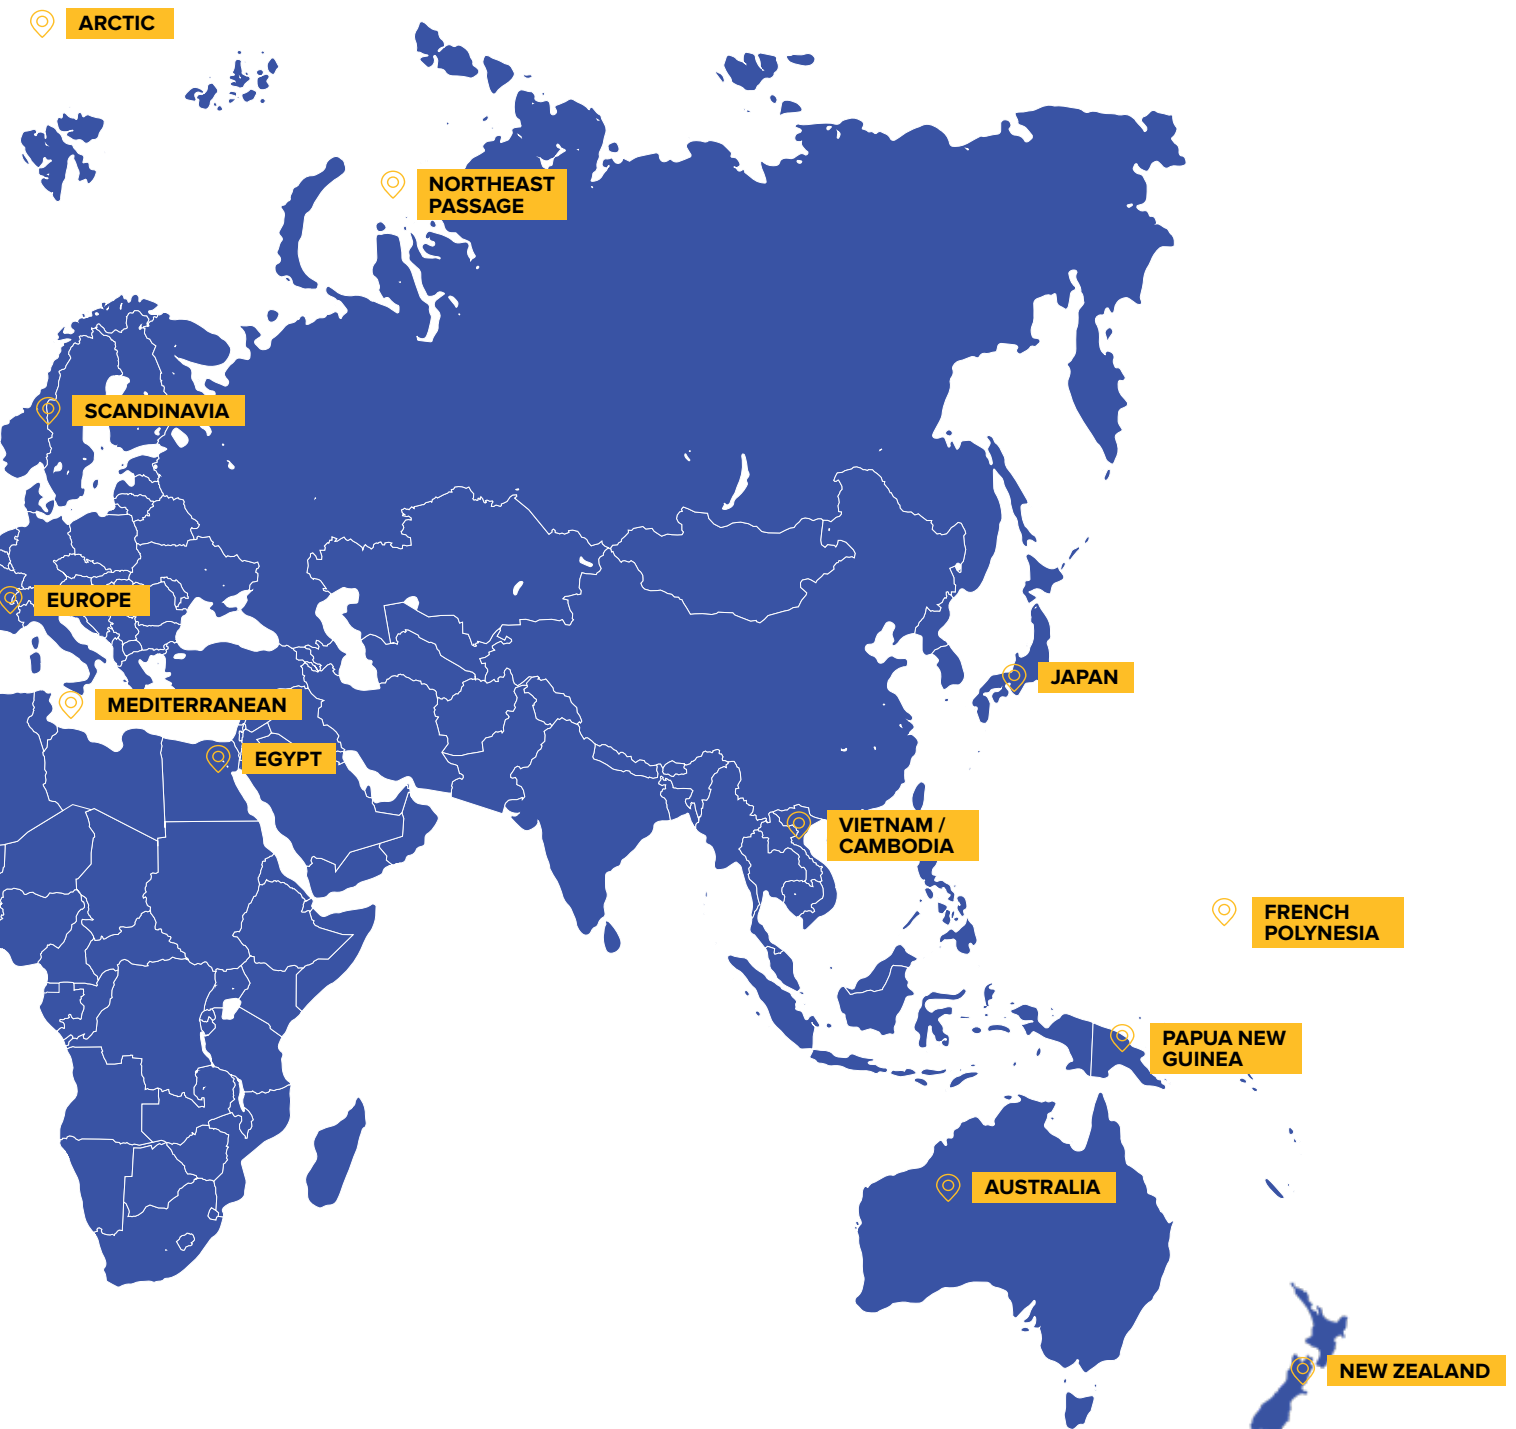 ARCTIC
NORTHEAST
PASSAGE
SCANDINAVIA
EUROPE
JAPAN
MEDITERRANEAN
EGYPT
VIETNAM /
CAMBODIA
FRENCH
POLYNESIA
PAPUA NEW
GUINEA
AUSTRALIA
NEW ZEALAND